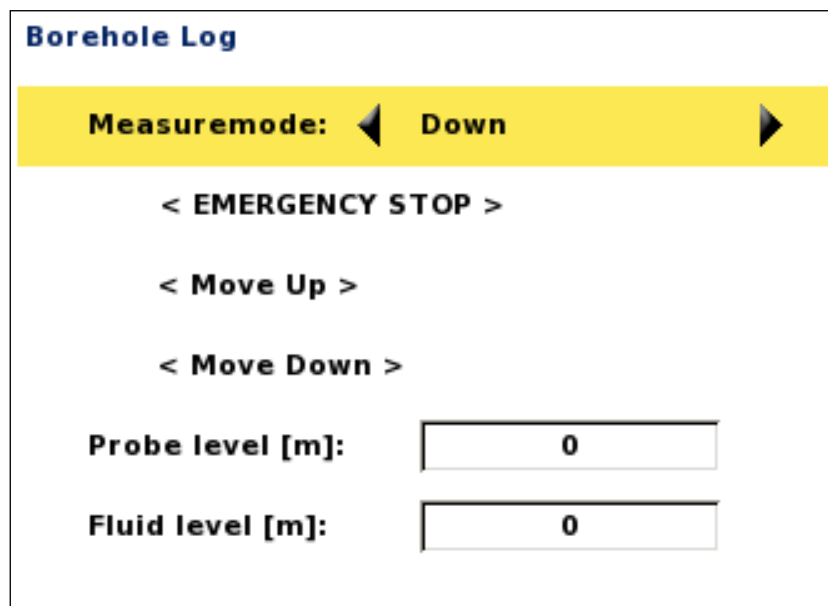 Borehole Log
Measuremode: Down
< EMERGENCY STOP >
< Move Up >
< Move Down >
Probe level [m]: 0
Fluid level [m]: 0